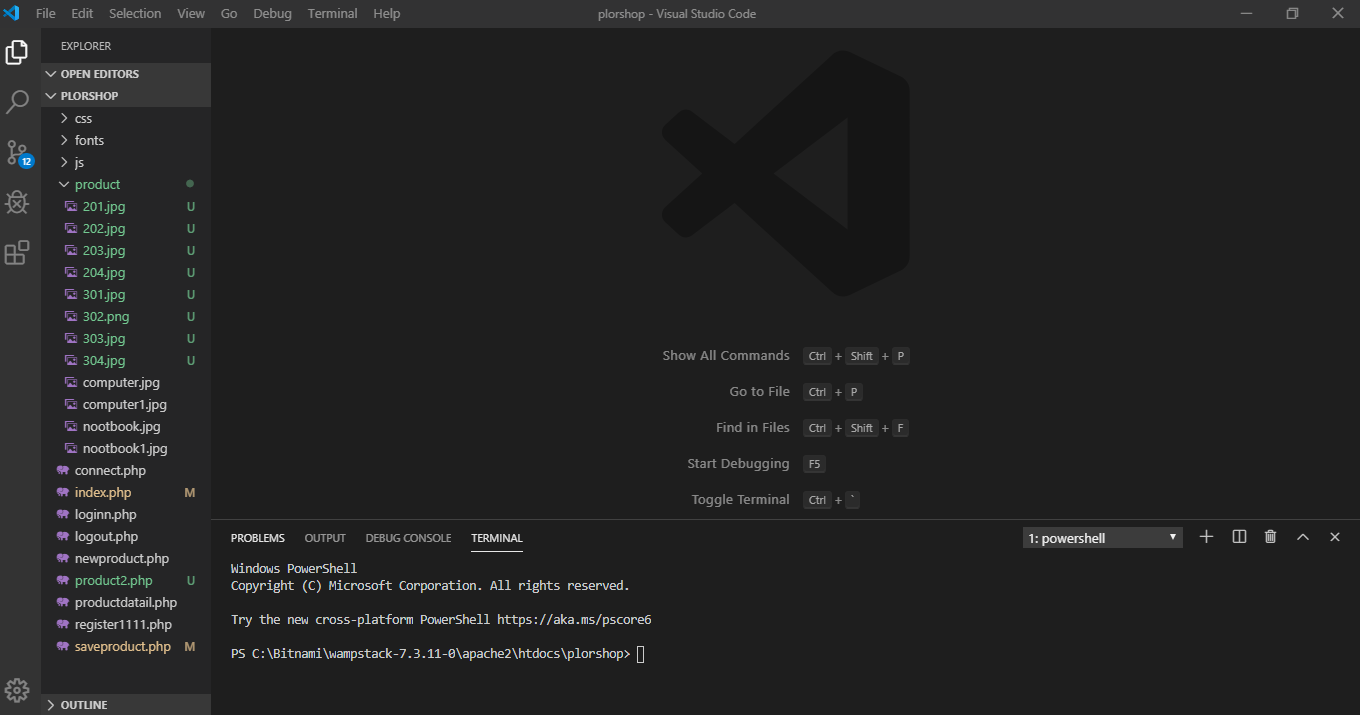 File Edit Selection View Go Debug Terminal Help plorshop - Visual Studio Code
EXPLORER
OPEN EDITORS
PLORSHOP
css
fonts
js
12
product
201.jpg U
202.jpg U
203.jpg U
204.jpg U
301.jpg U
302.png U
303.jpg U
304.jpg U
computer.jpg
computer1.jpg
nootbook.jpg
nootbook1.jpg
connect.php
index.php M
loginn.php
logout.php
newproduct.php
product2.php U
productdatail.php
register1111.php
saveproduct.php M
OUTLINE
Show All Commands Ctrl + Shift + P
Go to File Ctrl + P
Find in Files Ctrl + Shift + F
Start Debugging F5
Toggle Terminal Ctrl + `
PROBLEMS OUTPUT DEBUG CONSOLE TERMINAL 1: powershell
Windows PowerShell
Copyright (C) Microsoft Corporation. All rights reserved.
Try the new cross-platform PowerShell https://aka.ms/pscore6
PS C:\Bitnami\wampstack-7.3.11-0\apache2\htdocs\plorshop>